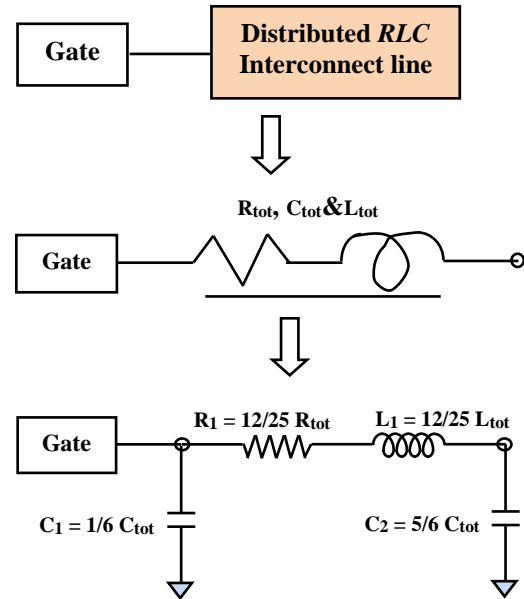 Gate
Distributed RLC
Interconnect line
Rtot, Ctot&Ltot
Gate
R1 = 12/25 Rtot
L1 = 12/25 Ltot
Gate
C1 = 1/6 Ctot
C2 = 5/6 Ctot